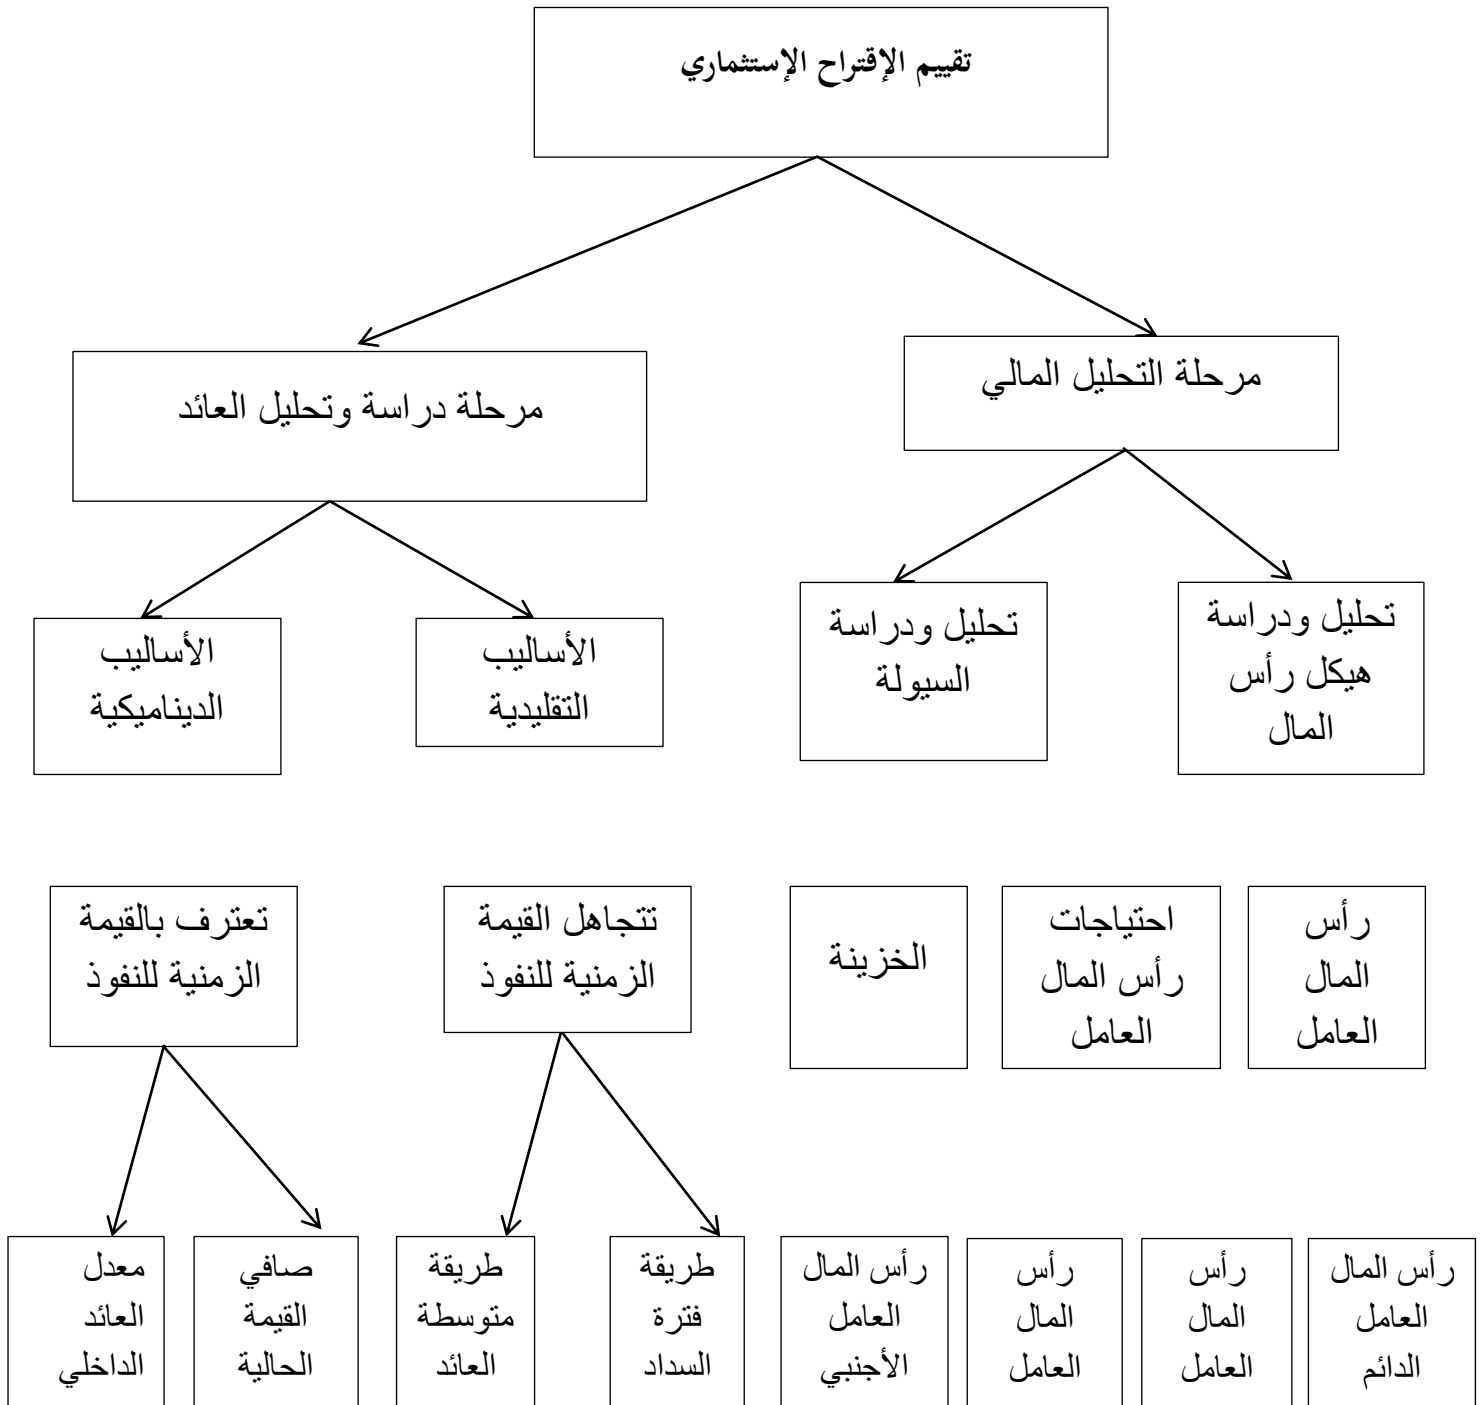 تقييم الإقتراح الإستثماري
مرحلة التحليل المالي
مرحلة دراسة وتحليل العائد
تحليل ودراسة
هيكل رأس
المال
تحليل ودراسة
السيولة
الأساليب
التقليدية
الأساليب
الديناميكية
رأس
المال
العامل
احتياجات
رأس المال
العامل
الخزينة
تتجاهل القيمة
الزمنية للنفوذ
تعترف بالقيمة
الزمنية للنفوذ
رأس المال
العامل
الدائم
رأس
المال
العامل
رأس
المال
العامل
رأس المال
العامل
الأجنبي
طريقة
فترة
السداد
طريقة
متوسطة
العائد
صافي
القيمة
الحالية
معدل
العائد
الداخلي